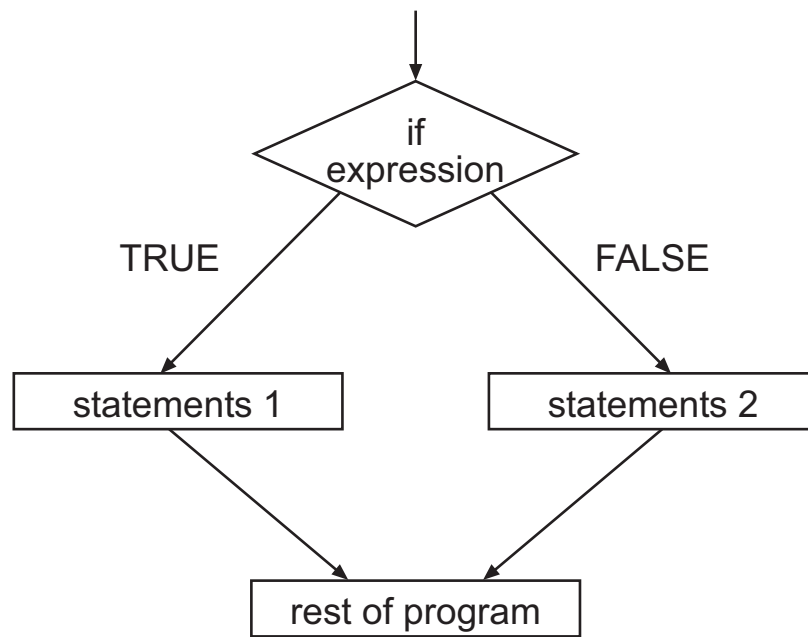 if
expression
TRUE
FALSE
statements 1
statements 2
rest of program